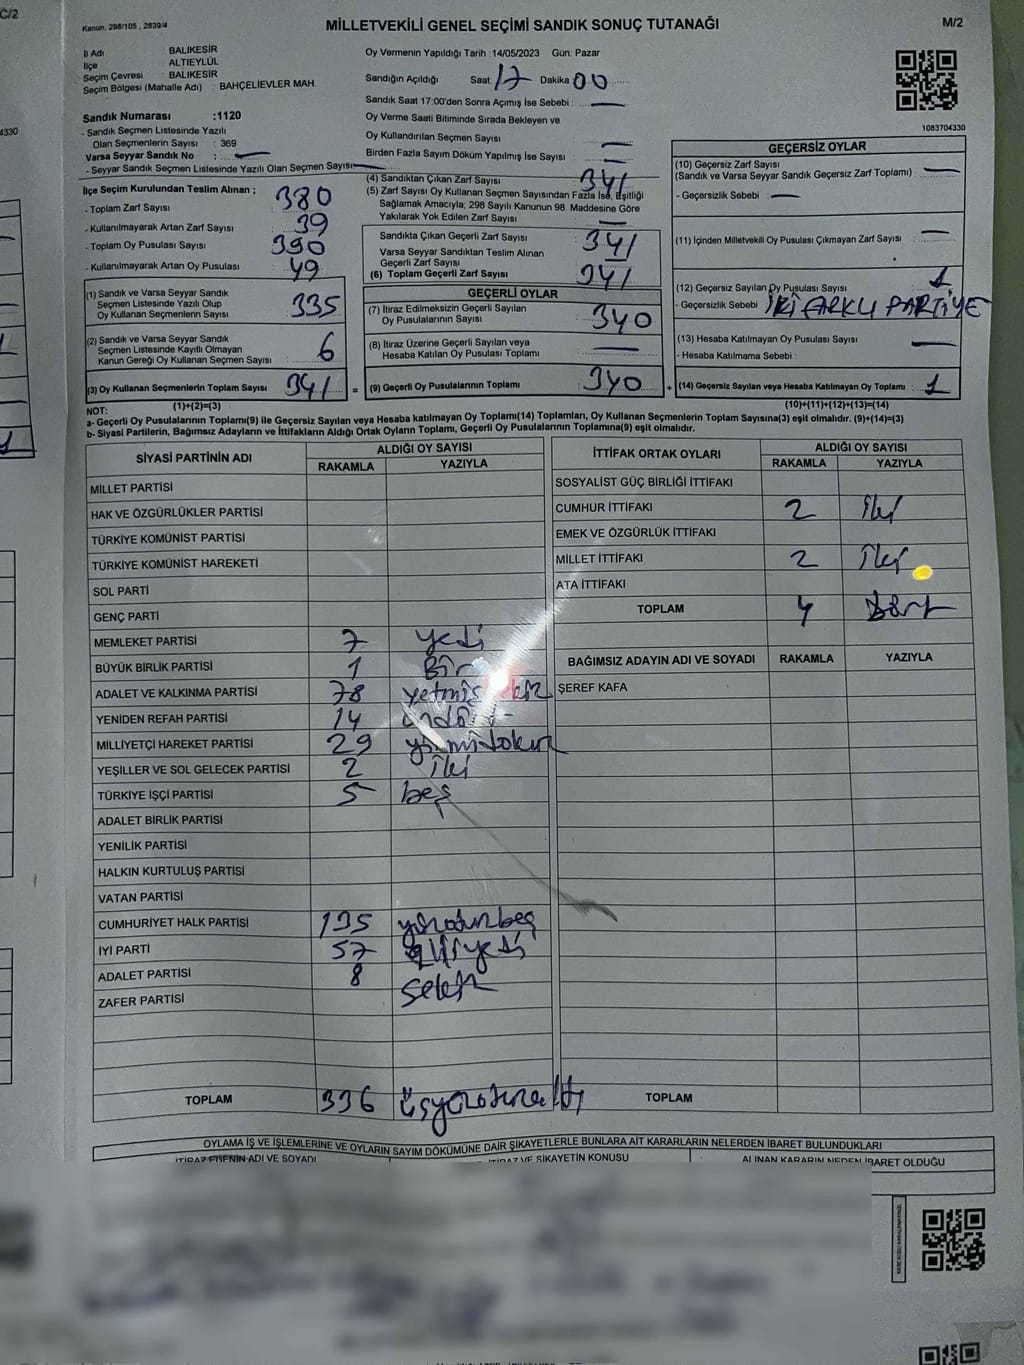 C/2
Kanun: 298/105 , 2839/4
MİLLETVEKİLİ GENEL SEÇİMİ SANDIK SONUÇ TUTANAĞI
M/2
İl Adı : BALIKESİR
İlçe : ALTIEYLÜL
Seçim Çevresi : BALIKESİR
Seçim Bölgesi (Mahalle Adı) : BAHÇELİEVLER MAH.
Oy Vermenin Yapıldığı Tarih :14/05/2023 Gün: Pazar
Sandığın Açıldığı Saat: 17 Dakika 00
Sandık Saat 17:00'den Sonra Açımış İse Sebebi : —
Oy Verme Saati Bitiminde Sırada Bekleyen ve
Oy Kullandırılan Seçmen Sayısı —
Birden Fazla Sayım Döküm Yapılmış İse Sayısı —
1083704330
4330
Sandık Numarası :1120
- Sandık Seçmen Listesinde Yazılı
Olan Seçmenlerin Sayısı : 369
Varsa Seyyar Sandık No : —
- Seyyar Sandık Seçmen Listesinde Yazılı Olan Seçmen Sayısı: —
İlçe Seçim Kurulundan Teslim Alınan ;
- Toplam Zarf Sayısı : 380
- Kullanılmayarak Artan Zarf Sayısı : 39
- Toplam Oy Pusulası Sayısı : 390
- Kullanılmayarak Artan Oy Pusulası : 49
(1) Sandık ve Varsa Seyyar Sandık
Seçmen Listesinde Yazılı Olup
Oy Kullanan Seçmenlerin Sayısı : 335
(2) Sandık ve Varsa Seyyar Sandık
Seçmen Listesinde Kayıtlı Olmayan
Kanun Gereği Oy Kullanan Seçmen Sayısı : 6
(3) Oy Kullanan Seçmenlerin Toplam Sayısı : 341 =
(1)+(2)=(3)
(4) Sandıktan Çıkan Zarf Sayısı : 341
(5) Zarf Sayısı Oy Kullanan Seçmen Sayısından Fazla İse, Eşitliği
Sağlamak Amacıyla; 298 Sayılı Kanunun 98. Maddesine Göre
Yakılarak Yok Edilen Zarf Sayısı : —
Sandıkta Çıkan Geçerli Zarf Sayısı : 341
Varsa Seyyar Sandıktan Teslim Alınan
Geçerli Zarf Sayısı :
(6) Toplam Geçerli Zarf Sayısı : 341
GEÇERLİ OYLAR
(7) İtiraz Edilmeksizin Geçerli Sayılan
Oy Pusulalarının Sayısı : 340
(8) İtiraz Üzerine Geçerli Sayılan veya
Hesaba Katılan Oy Pusulası Toplamı : —
(9) Geçerli Oy Pusulalarının Toplamı : 340 +
GEÇERSİZ OYLAR
(10) Geçersiz Zarf Sayısı
(Sandık ve Varsa Seyyar Sandık Geçersiz Zarf Toplamı) : —
- Geçersizlik Sebebi : —
(11) İçinden Milletvekili Oy Pusulası Çıkmayan Zarf Sayısı : —
(12) Geçersiz Sayılan Oy Pusulası Sayısı : 1
- Geçersizlik Sebebi : İKİ FARKLI PARTİYE
(13) Hesaba Katılmayan Oy Pusulası Sayısı : —
- Hesaba Katılmama Sebebi :
(14) Geçersiz Sayılan veya Hesaba Katılmayan Oy Toplamı : 1
(10)+(11)+(12)+(13)=(14)
NOT:
a- Geçerli Oy Pusulalarının Toplamı(9) ile Geçersiz Sayılan veya Hesaba katılmayan Oy Toplamı(14) Toplamları, Oy Kullanan Seçmenlerin Toplam Sayısına(3) eşit olmalıdır. (9)+(14)=(3)
b- Siyasi Partilerin, Bağımsız Adayların ve İttifakların Aldığı Ortak Oyların Toplamı, Geçerli Oy Pusulalarının Toplamına(9) eşit olmalıdır.
SİYASİ PARTİNİN ADI ALDIĞI OY SAYISI
RAKAMLA YAZIYLA
MİLLET PARTİSİ
HAK VE ÖZGÜRLÜKLER PARTİSİ
TÜRKİYE KOMÜNİST PARTİSİ
TÜRKİYE KOMÜNİST HAREKETİ
SOL PARTİ
GENÇ PARTİ
MEMLEKET PARTİSİ 7 yedi
BÜYÜK BİRLİK PARTİSİ 1 Bir
ADALET VE KALKINMA PARTİSİ 78 yetmişsekiz
YENİDEN REFAH PARTİSİ 14 ondört
MİLLİYETÇİ HAREKET PARTİSİ 29 yirmidokuz
YEŞİLLER VE SOL GELECEK PARTİSİ 2 iki
TÜRKİYE İŞÇİ PARTİSİ 5 beş
ADALET BİRLİK PARTİSİ
YENİLİK PARTİSİ
HALKIN KURTULUŞ PARTİSİ
VATAN PARTİSİ
CUMHURİYET HALK PARTİSİ 135
İYİ PARTİ 57 elliyedi
ADALET PARTİSİ 8
ZAFER PARTİSİ sekiz
TOPLAM 336 üçyüzotuzaltı
İTTİFAK ORTAK OYLARI ALDIĞI OY SAYISI
RAKAMLA YAZIYLA
SOSYALİST GÜÇ BİRLİĞİ İTTİFAKI
CUMHUR İTTİFAKI 2 iki
EMEK VE ÖZGÜRLÜK İTTİFAKI
MİLLET İTTİFAKI 2 iki
ATA İTTİFAKI
TOPLAM 4 Dört
BAĞIMSIZ ADAYIN ADI VE SOYADI RAKAMLA YAZIYLA
ŞEREF KAFA
TOPLAM
OYLAMA İŞ VE İŞLEMLERİNE VE OYLARIN SAYIM DÖKÜMÜNE DAİR ŞİKAYETLERLE BUNLARA AİT KARARLARIN NELERDEN İBARET BULUNDUKLARI
İTİRAZ EDENİN ADI VE SOYADI İTİRAZ VE ŞİKAYETİN KONUSU ALINAN KARARIN NEDEN İBARET OLDUĞU